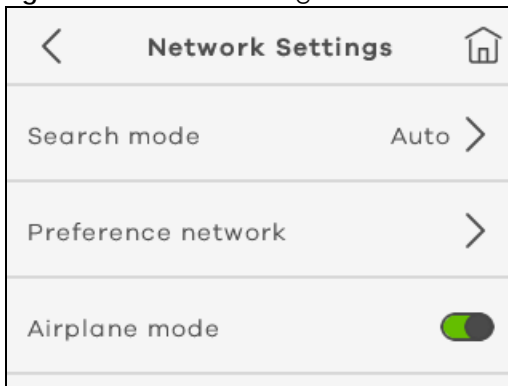 Network Settings
Search mode Auto
Preference network
Airplane mode